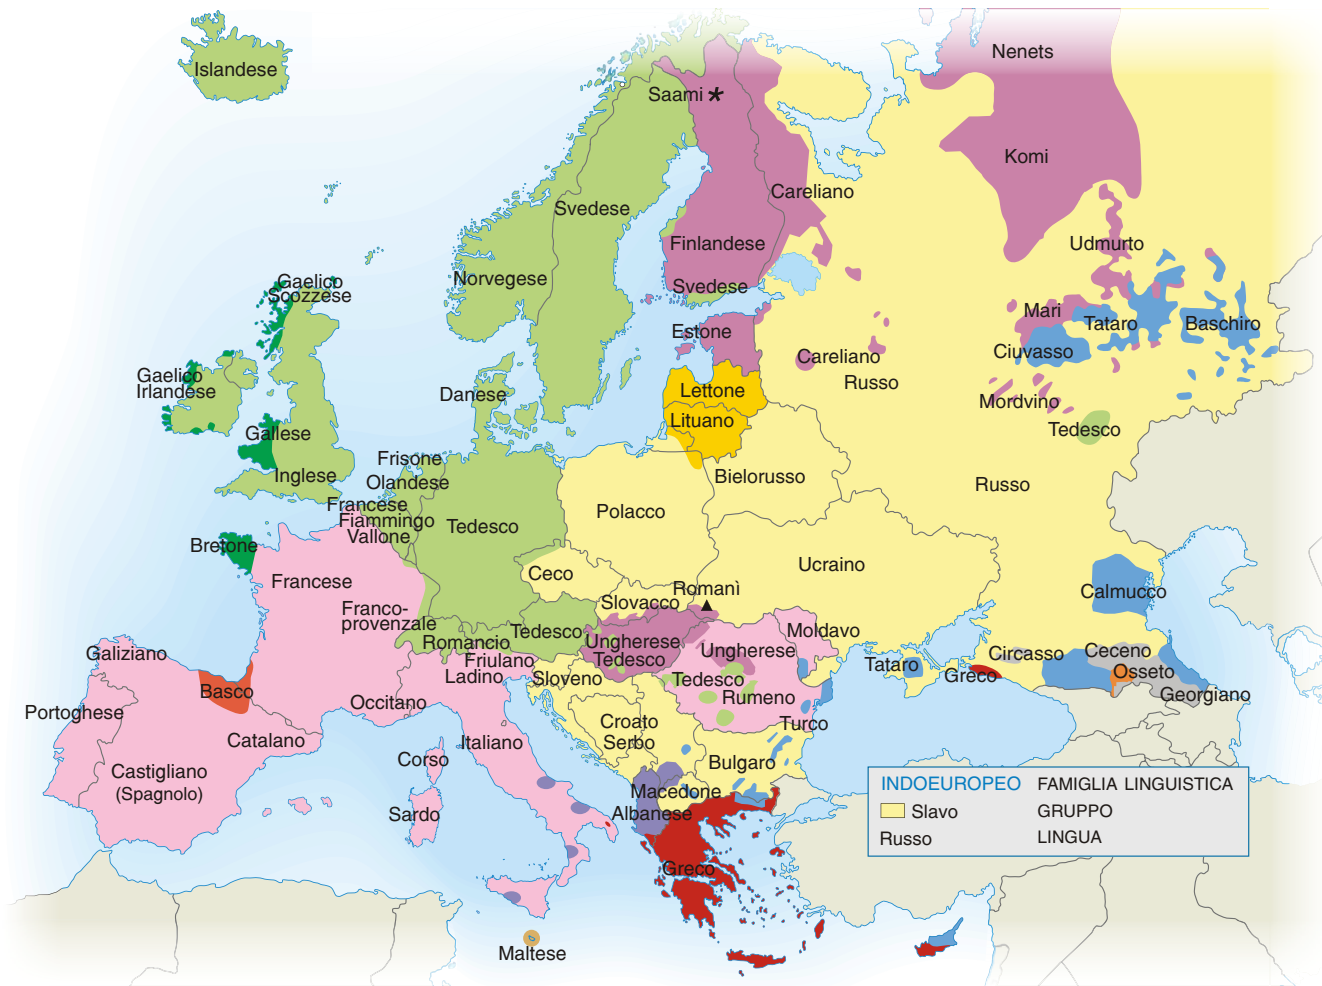 Islandese
Nenets
Saami *
Komi
Careliano
Svedese
Finlandese
Udmurto
Norvegese
Gaelico
Scozzese
Svedese
Estone
Mari
Tataro
Baschiro
Ciuvasso
Careliano
Russo
Gaelico
Irlandese
Danese
Lettone
Mordvino
Lituano
Tedesco
Gallese
Frisone
Inglese
Olandese
Bielorusso
Russo
Francese
Fiammingo
Vallone
Polacco
Tedesco
Bretone
Ucraino
Ceco
Francese
Romanì
Calmucco
Slovacco
Franco-
provenzale
Tedesco
Moldavo
Romancio
Ungherese
Tedesco
Ungherese
Galiziano
Friulano
Ladino
Circasso
Ceceno
Tataro
Greco
Osseto
Sloveno
Tedesco
Basco
Rumeno
Georgiano
Occitano
Portoghese
Croato
Serbo
Turco
Catalano
Italiano
Corso
Bulgaro
Castigliano
(Spagnolo)
Macedone
INDOEUROPEO FAMIGLIA LINGUISTICA
Slavo GRUPPO
Russo LINGUA
Sardo
Albanese
Greco
Maltese